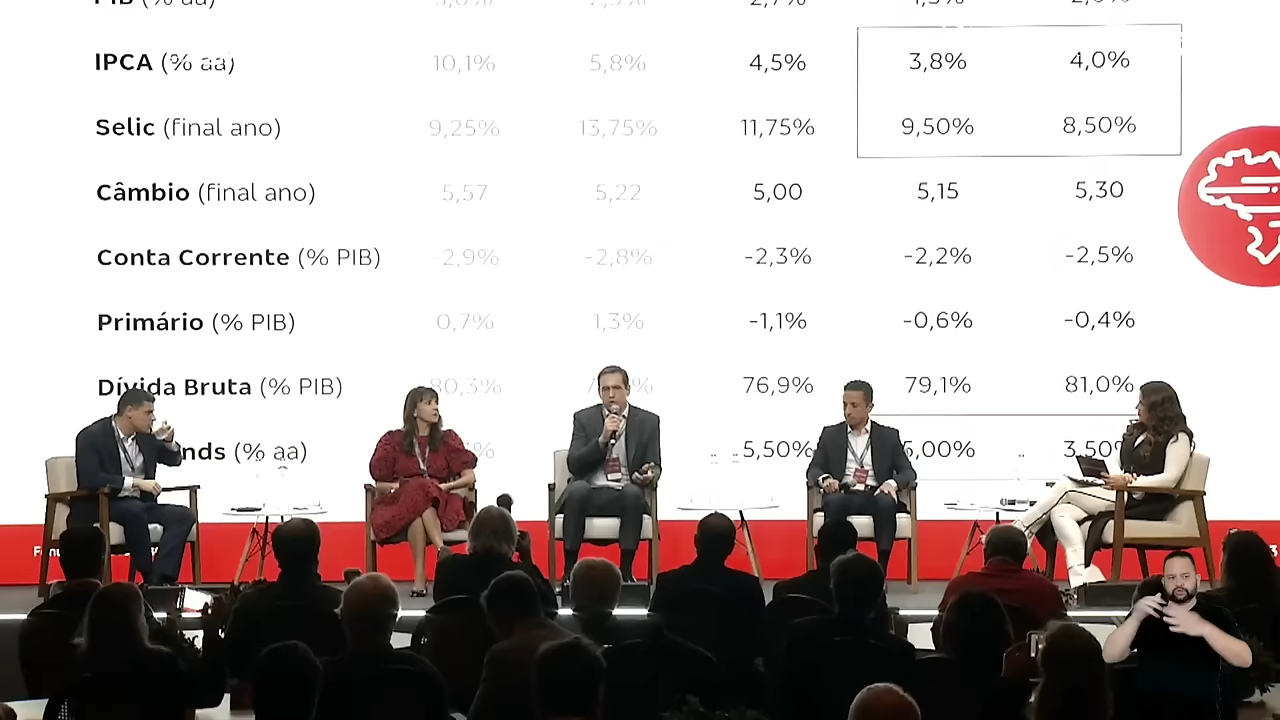 IPCA (% aa) 10,1% 5,8% 4,5% 3,8% 4,0%
Selic (final ano) 9,25% 13,75% 11,75% 9,50% 8,50%
Câmbio (final ano) 5,57 5,22 5,00 5,15 5,30
Conta Corrente (% PIB) -2,9% -2,8% -2,3% -2,2% -2,5%
Primário (% PIB) 0,7% 1,3% -1,1% -0,6% -0,4%
Dívida Bruta (% PIB) 80,3% 76,9% 79,1% 81,0%
(% aa) 5,50%